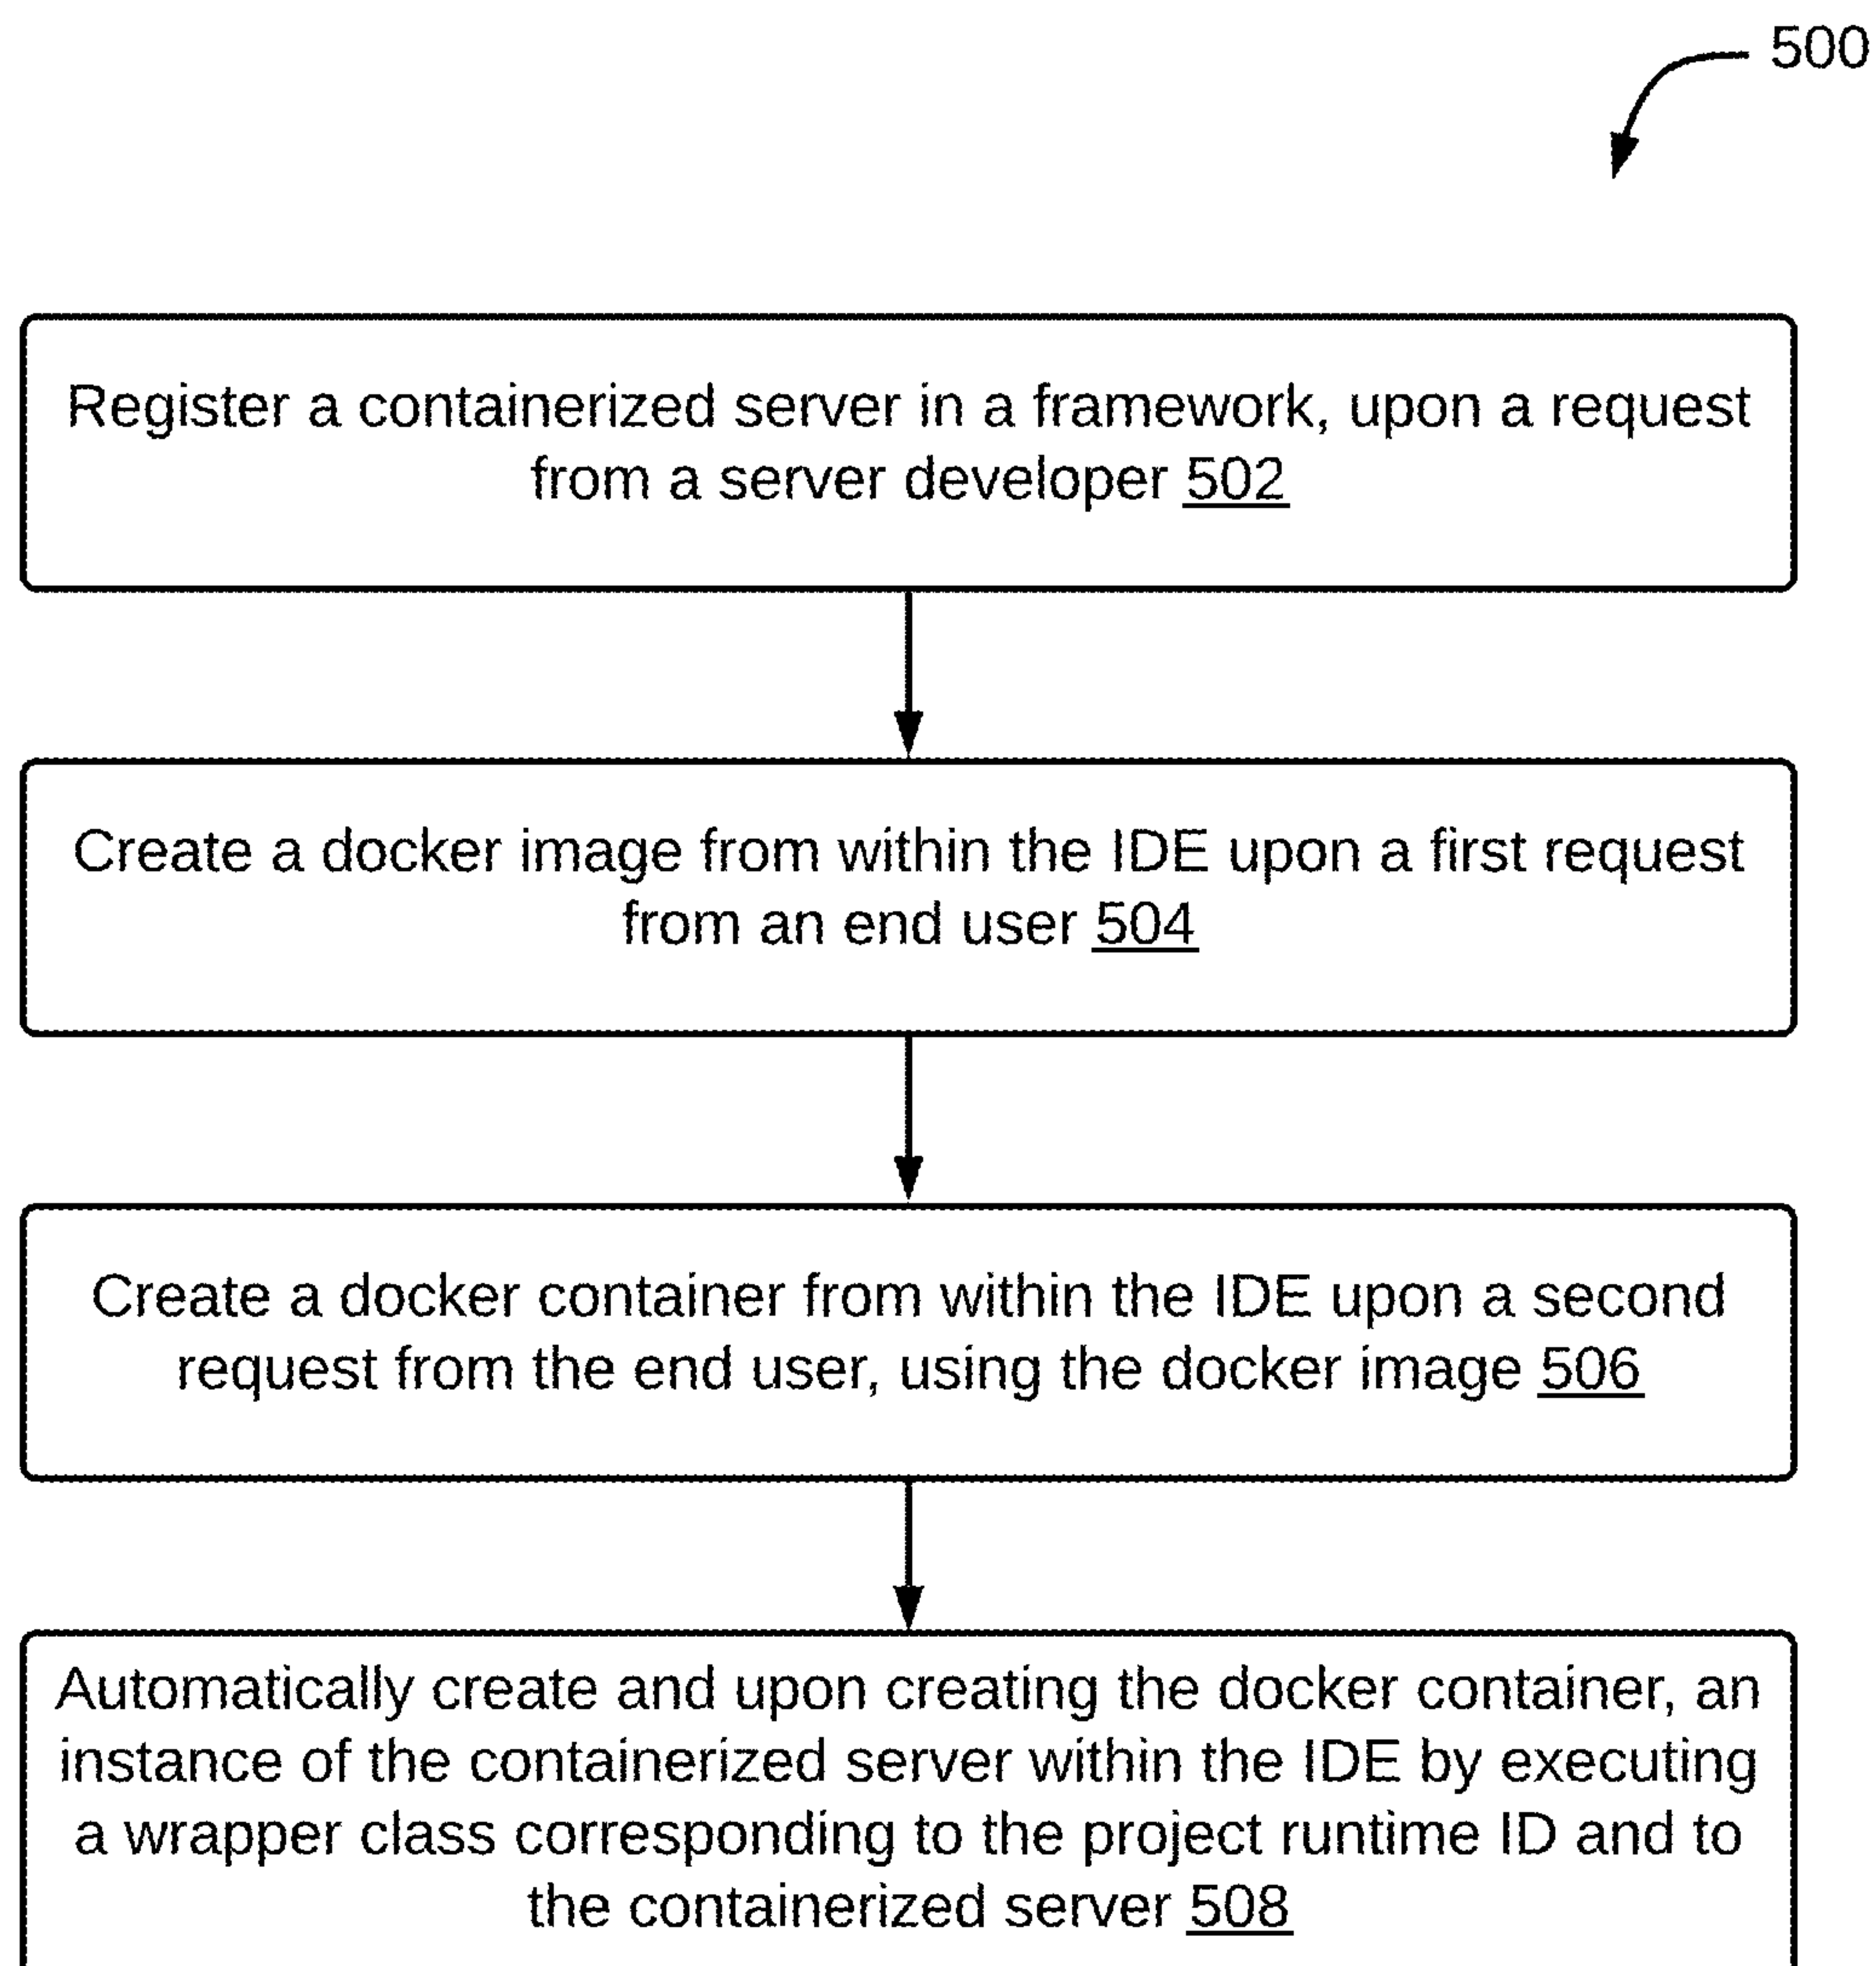 500
Register a containerized server in a framework, upon a request
from a server developer 502
Create a docker image from within the IDE upon a first request
from an end user 504
Create a docker container from within the IDE upon a second
request from the end user, using the docker image 506
Automatically create and upon creating the docker container, an
instance of the containerized server within the IDE by executing
a wrapper class corresponding to the project runtime ID and to
the containerized server 508